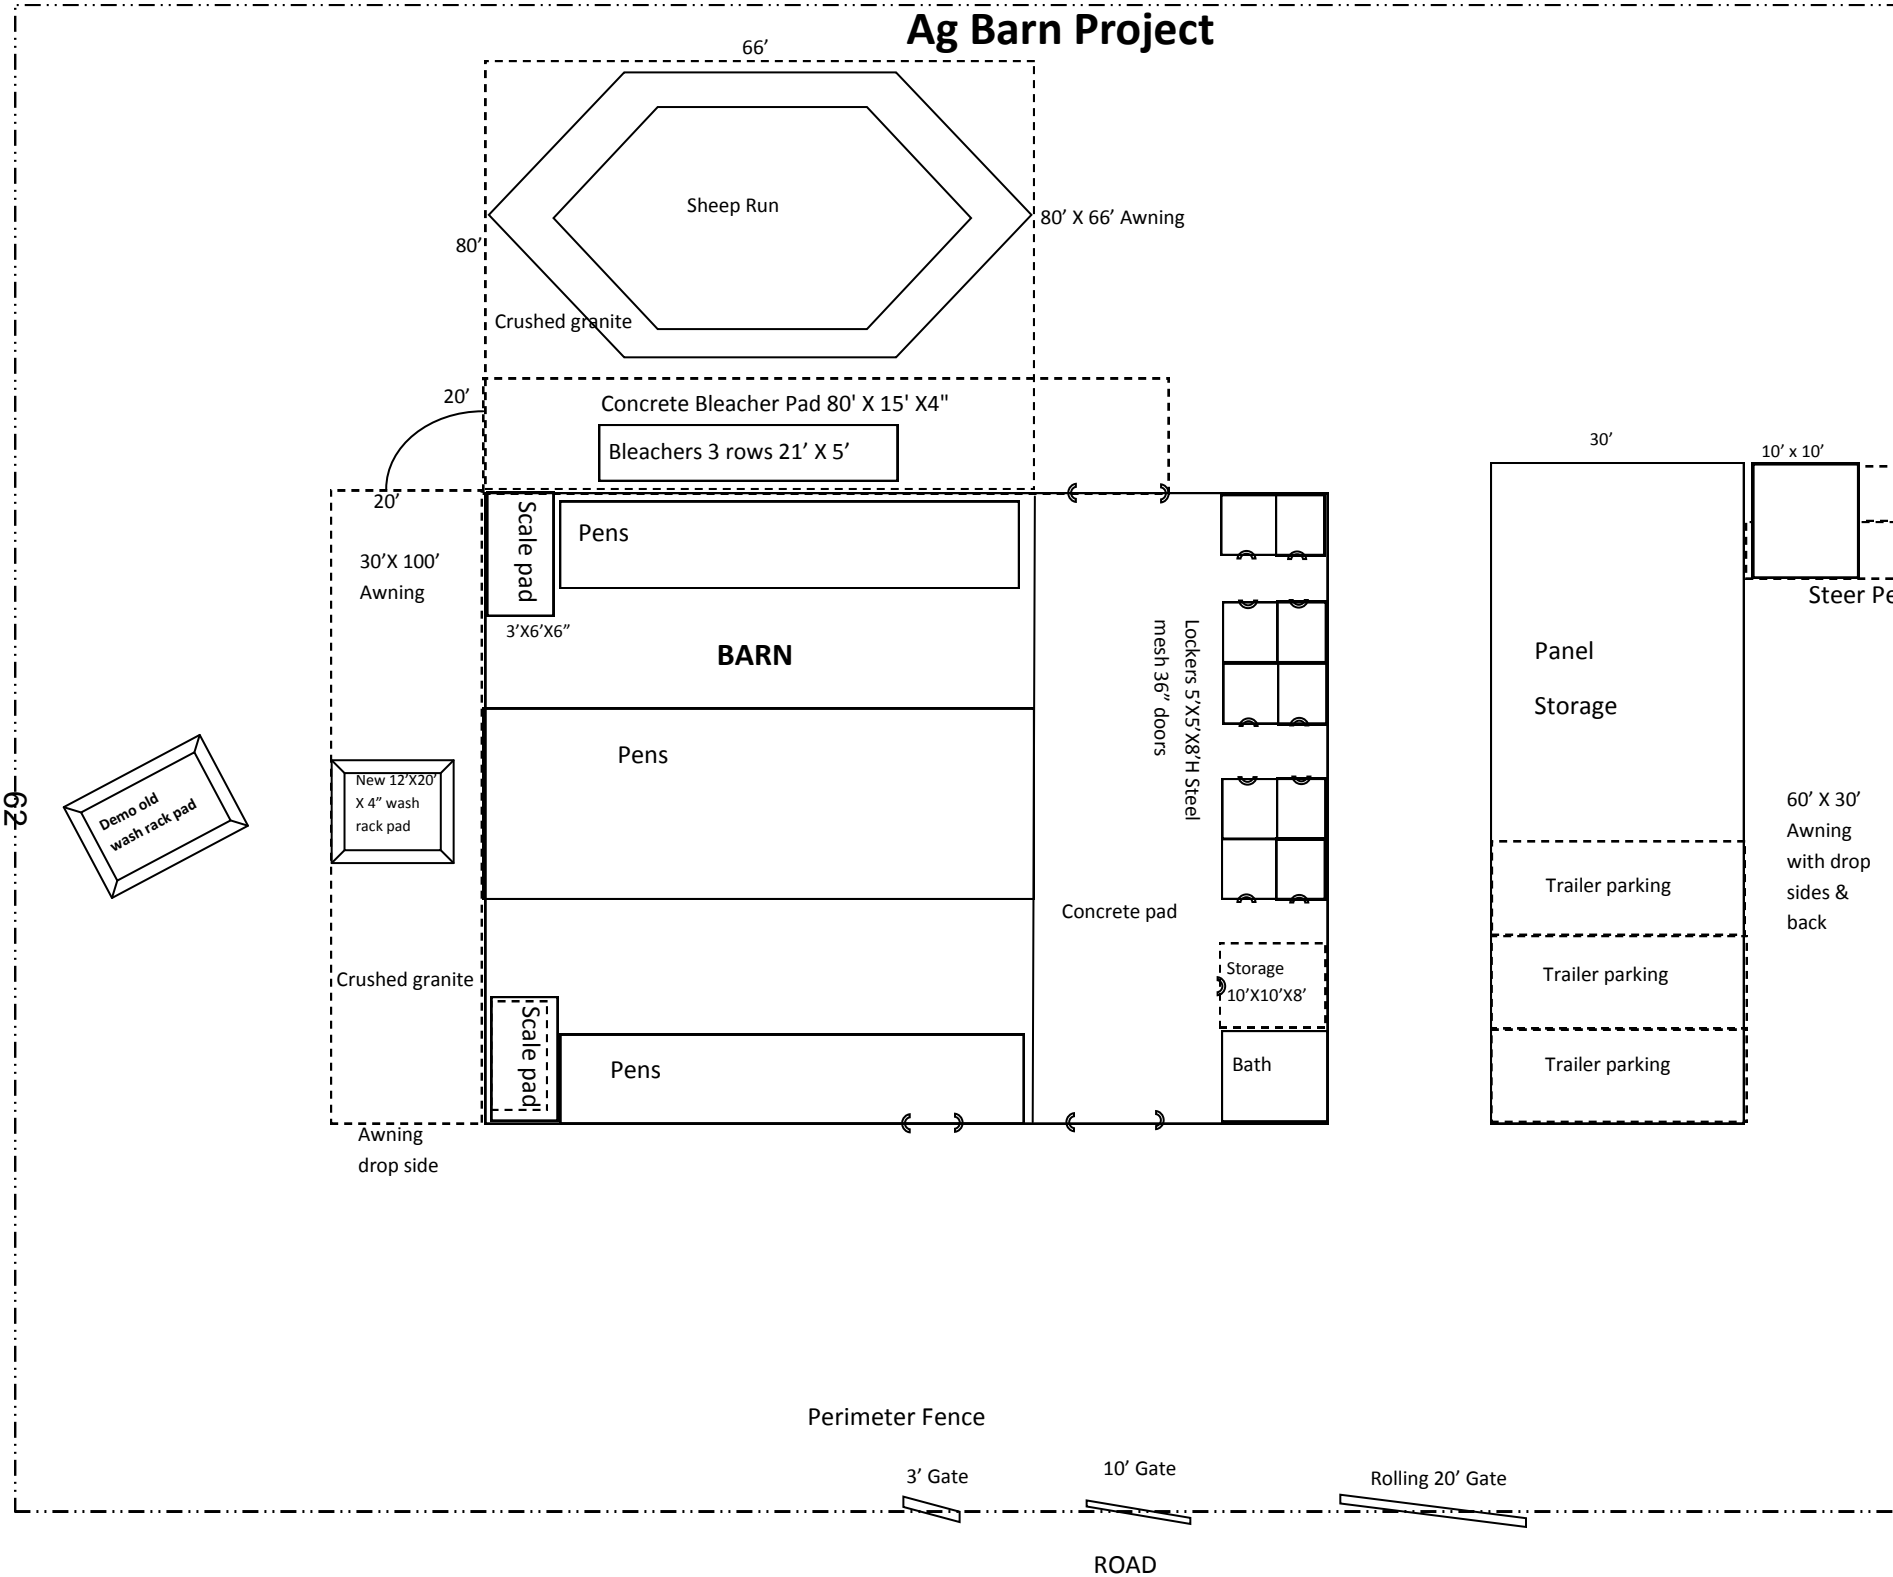 Ag Barn Project
66’
Sheep Run
80’ X 66’ Awning
80’
Crushed granite
20’
Concrete Bleacher Pad 80' X 15' X4"
Bleachers 3 rows 21’ X 5’
30’
10’ x 10’
20’
Scale pad
Pens
30’X 100’
Awning
3’X6’X6”
BARN
Lockers 5’X5’X8’H Steel
mesh 36” doors
Steer Pe
Panel
Storage
Pens
New 12’X20’
X 4” wash
rack pad
Demo old
wash rack pad
62
60’ X 30’
Awning
with drop
sides &
back
Trailer parking
Concrete pad
Crushed granite
Storage
10’X10’X8’
Trailer parking
Scale pad
Pens
Bath
Trailer parking
Awning
drop side
Perimeter Fence
3’ Gate
10’ Gate
Rolling 20’ Gate
ROAD